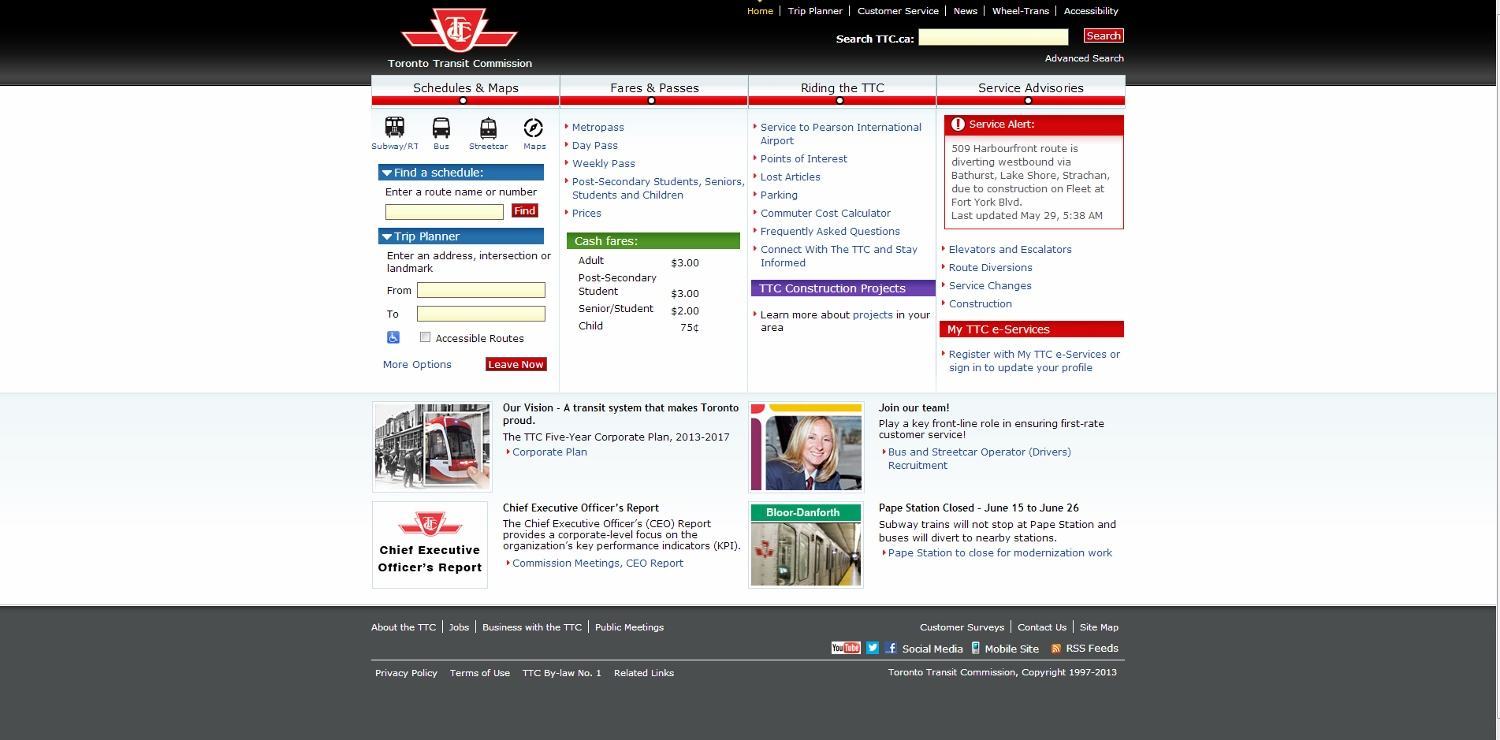 Home
Trip Planner
Customer Service
News
Wheel-Trans
Accessibility
Search TTC.ca:
Search
Advanced Search
Toronto Transit Commission
Schedules & Maps
Subway/RT
Bus
Streetcar
Maps
Find a schedule:
Enter a route name or number
Find
Trip Planner
Enter an address, intersection or
landmark
From
To
Accessible Routes
More Options
Leave Now
Fares & Passes
Metropass
Day Pass
Weekly Pass
Post-Secondary Students, Seniors,
Students and Children
Prices
Cash fares:
Adult $3.00
Post-Secondary
Student $3.00
Senior/Student $2.00
Child 75¢
Riding the TTC
Service to Pearson International
Airport
Points of Interest
Lost Articles
Parking
Commuter Cost Calculator
Frequently Asked Questions
Connect With The TTC and Stay
Informed
TTC Construction Projects
Learn more about projects in your
area
Service Advisories
Service Alert:
509 Harbourfront route is
diverting westbound via
Bathurst, Lake Shore, Strachan,
due to construction on Fleet at
Fort York Blvd.
Last updated May 29, 5:38 AM
Elevators and Escalators
Route Diversions
Service Changes
Construction
My TTC e-Services
Register with My TTC e-Services or
sign in to update your profile
Our Vision - A transit system that makes Toronto
proud.
The TTC Five-Year Corporate Plan, 2013-2017
Corporate Plan
Join our team!
Play a key front-line role in ensuring first-rate
customer service!
Bus and Streetcar Operator (Drivers)
Recruitment
Chief Executive
Officer's Report
Chief Executive Officer's Report
The Chief Executive Officer's (CEO) Report
provides a corporate-level focus on the
organization's key performance indicators (KPI).
Commission Meetings, CEO Report
Bloor-Danforth
Pape Station Closed - June 15 to June 26
Subway trains will not stop at Pape Station and
buses will divert to nearby stations.
Pape Station to close for modernization work
About the TTC
Jobs
Business with the TTC
Public Meetings
Customer Surveys
Contact Us
Site Map
YouTube
Social Media
Mobile Site
RSS Feeds
Privacy Policy
Terms of Use
TTC By-law No. 1
Related Links
Toronto Transit Commission, Copyright 1997-2013